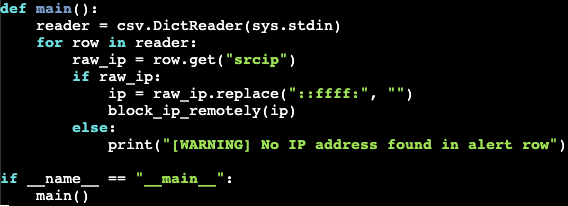 def main():
    reader = csv.DictReader(sys.stdin)
    for row in reader:
        raw_ip = row.get("srcip")
        if raw_ip:
            ip = raw_ip.replace("::ffff:", "")
            block_ip_remotely(ip)
        else:
            print("[WARNING] No IP address found in alert row")
if __name__ == "__main__":
    main()